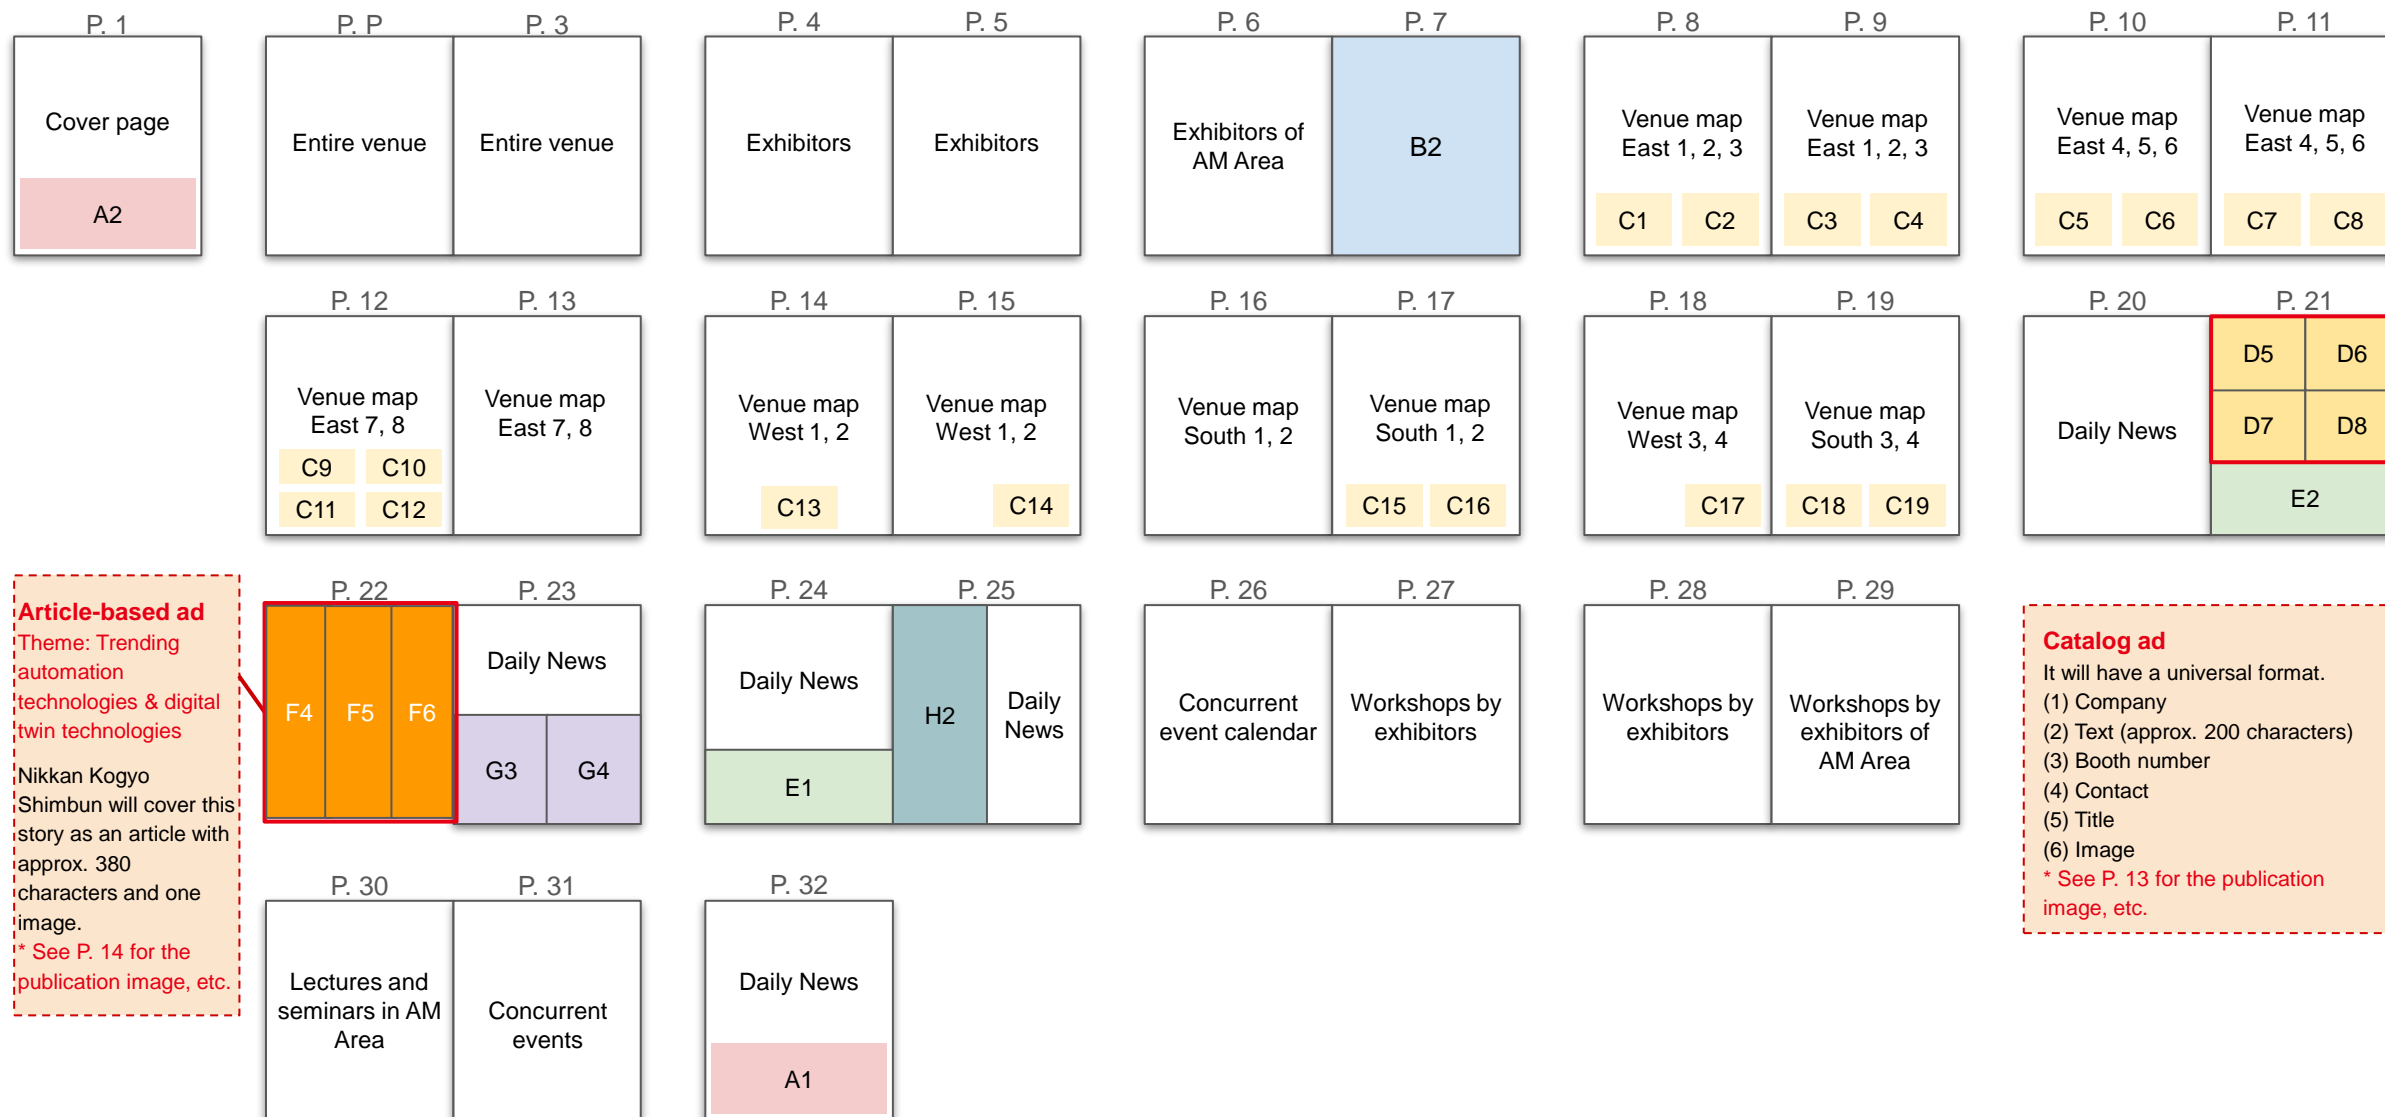 P. 1
P. P
P. 3
P. 4
P. 5
P. 6
P. 7
P. 8
P. 9
P. 10
P. 11
Cover page
A2
Entire venue
Entire venue
Exhibitors
Exhibitors
Exhibitors of
AM Area
B2
Venue map
East 1, 2, 3
C1
C2
Venue map
East 1, 2, 3
C3
C4
Venue map
East 4, 5, 6
C5
C6
Venue map
East 4, 5, 6
C7
C8
P. 12
P. 13
P. 14
P. 15
P. 16
P. 17
P. 18
P. 19
P. 20
P. 21
Venue map
East 7, 8
C9
C10
C11
C12
Venue map
East 7, 8
Venue map
West 1, 2
C13
Venue map
West 1, 2
C14
Venue map
South 1, 2
Venue map
South 1, 2
C15
C16
Venue map
West 3, 4
C17
Venue map
South 3, 4
C18
C19
Daily News
D5
D6
D7
D8
E2
Article-based ad
Theme: Trending
automation
technologies & digital
twin technologies
Nikkan Kogyo
Shimbun will cover this
story as an article with
approx. 380
characters and one
image.
* See P. 14 for the
publication image, etc.
P. 22
P. 23
P. 24
P. 25
P. 26
P. 27
P. 28
P. 29
F4
F5
F6
Daily News
G3
G4
Daily News
E1
H2
Daily
News
Concurrent
event calendar
Workshops by
exhibitors
Workshops by
exhibitors
Workshops by
exhibitors of
AM Area
Catalog ad
It will have a universal format.
(1) Company
(2) Text (approx. 200 characters)
(3) Booth number
(4) Contact
(5) Title
(6) Image
* See P. 13 for the publication
image, etc.
P. 30
P. 31
P. 32
Lectures and
seminars in AM
Area
Concurrent
events
Daily News
A1